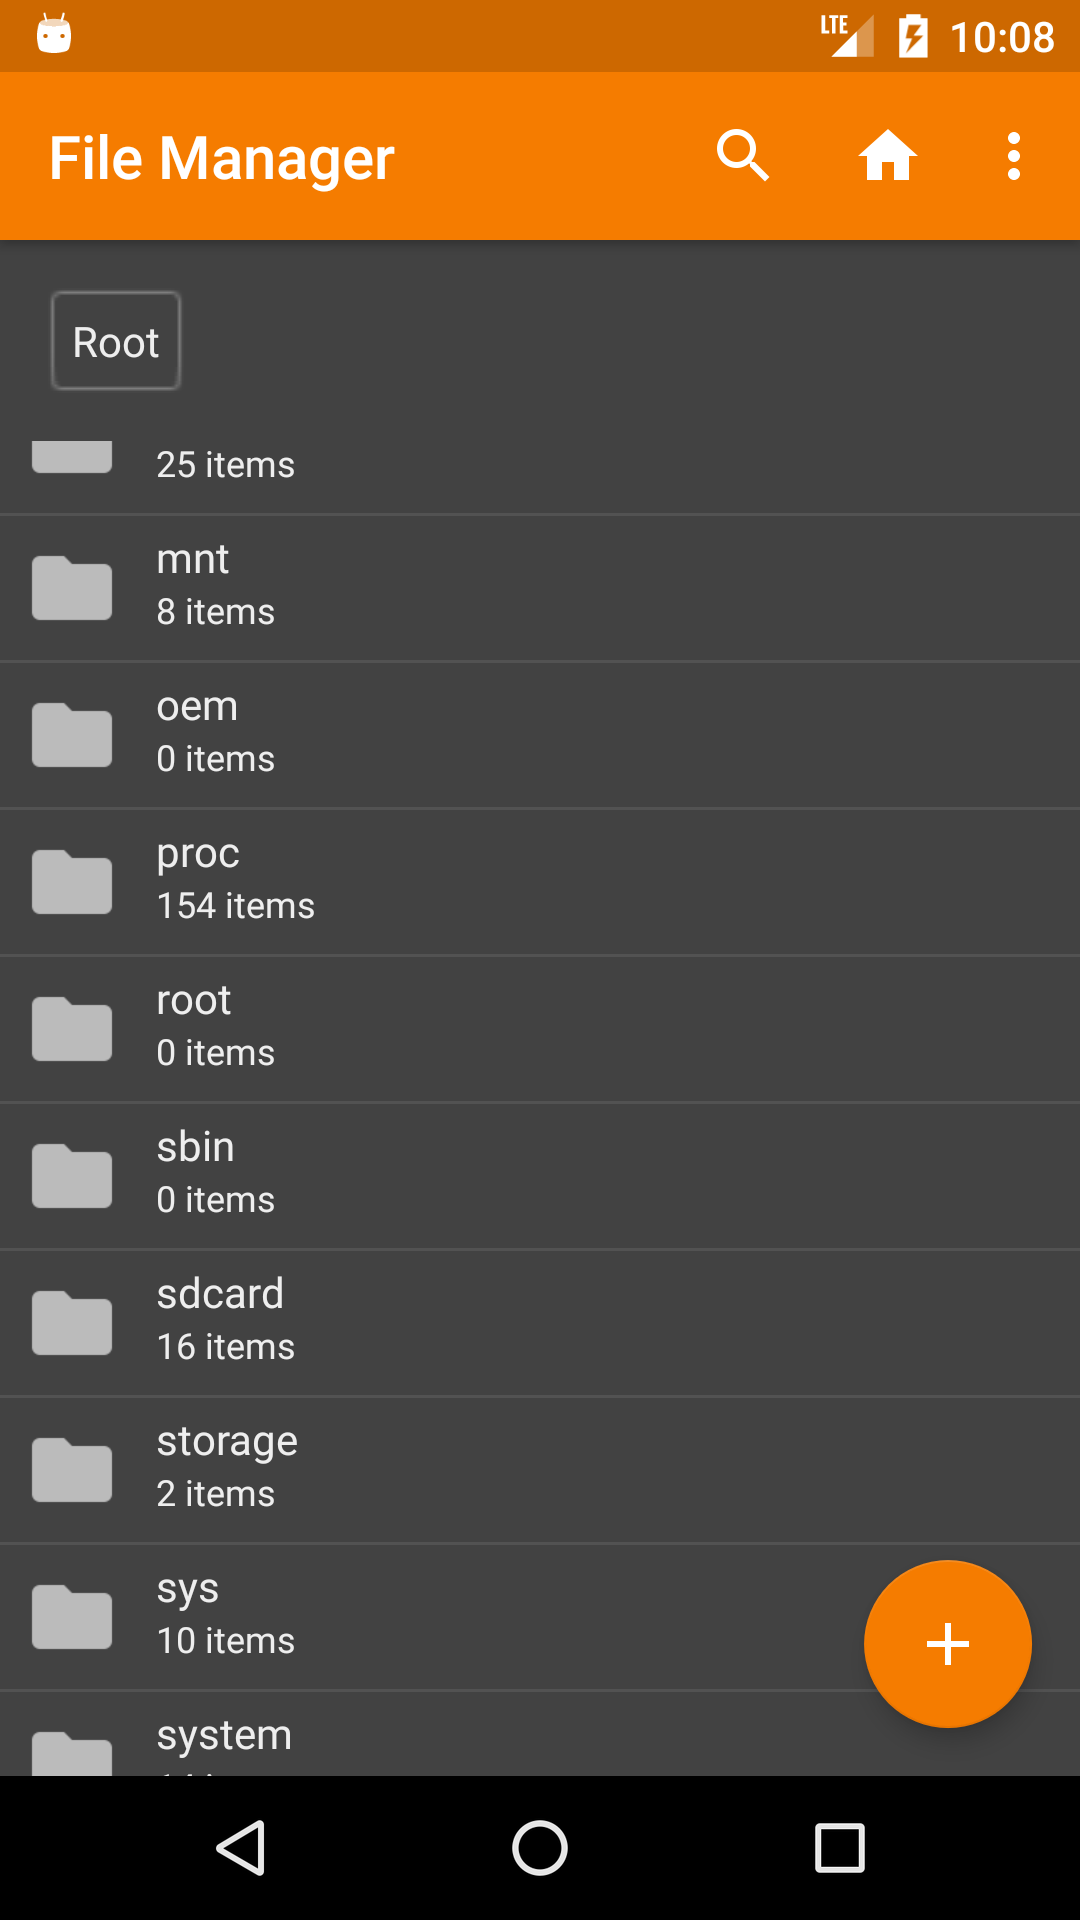 LTE 10:08
File Manager
Root
25 items
mnt
8 items
oem
0 items
proc
154 items
root
0 items
sbin
0 items
sdcard
16 items
storage
2 items
sys
10 items
system